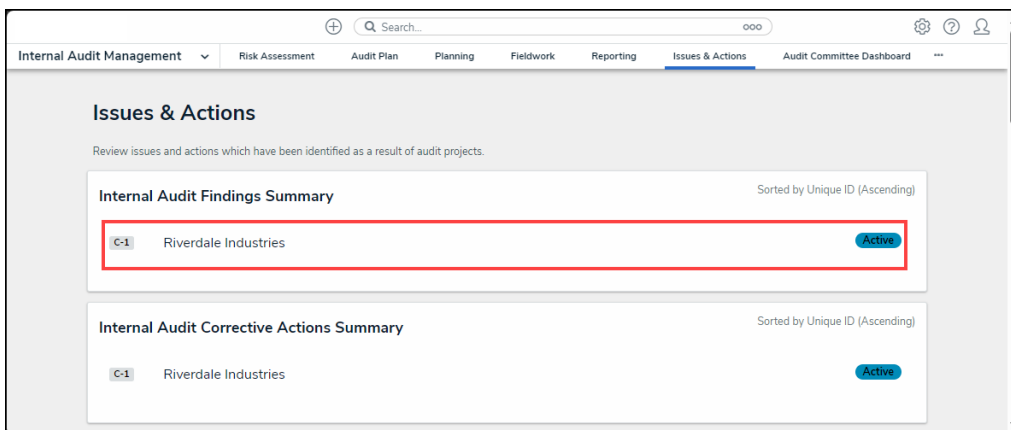 Search...
Internal Audit Management Risk Assessment Audit Plan Planning Fieldwork Reporting Issues & Actions Audit Committee Dashboard
Issues & Actions
Review issues and actions which have been identified as a result of audit projects.
Internal Audit Findings Summary Sorted by Unique ID (Ascending)
C-1 Riverdale Industries Active
Internal Audit Corrective Actions Summary Sorted by Unique ID (Ascending)
C-1 Riverdale Industries Active